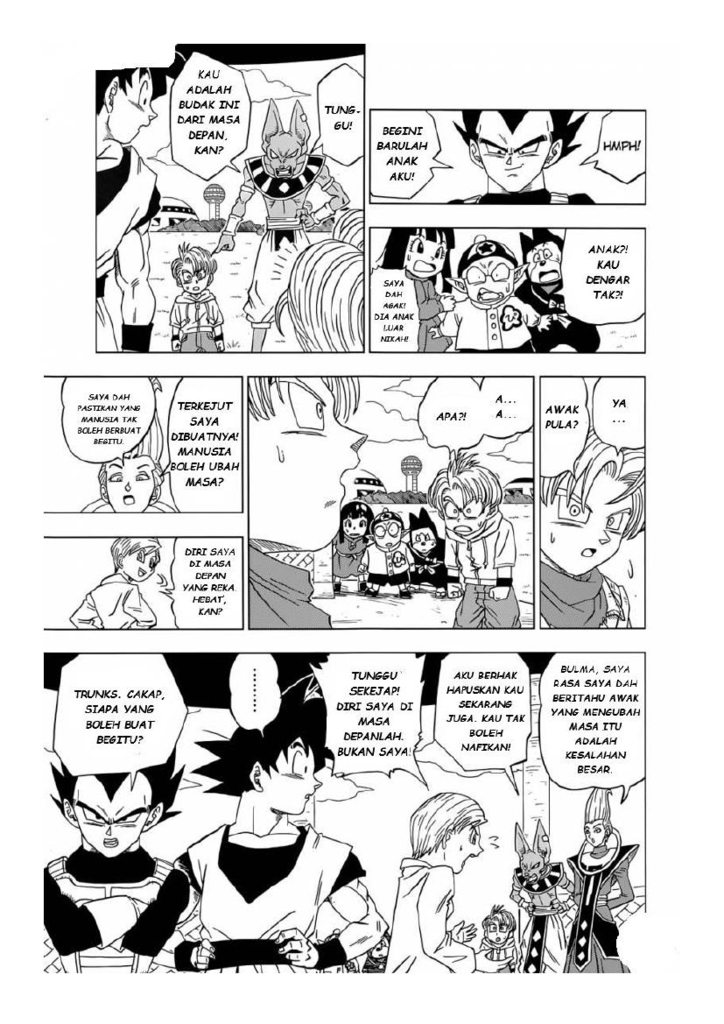 HMPH!
BEGINI
BARULAH
ANAK
AKU!
ANAK?!
KAU
DENGAR
TAK?!
SAYA
DAH
AGAK!
DIA ANAK
LUAR
NIKAH!
TUNG-
GU!
KAU
ADALAH
BUDAK INI
DARI MASA
DEPAN,
KAN?
YA
...
AWAK
PULA?
A...
A...
APA?!
TERKEJUT
SAYA
DIBUATNYA!
MANUSIA
BOLEH UBAH
MASA?
SAYA DAH
PASTIKAN YANG
MANUSIA TAK
BOLEH BERBUAT
BEGITU.
DIRI SAYA
DI MASA
DEPAN
YANG REKA.
HEBAT,
KAN?
BULMA, SAYA
RASA SAYA DAH
BERITAHU AWAK
YANG MENGUBAH
MASA ITU
ADALAH
KESALAHAN
BESAR.
AKU BERHAK
HAPUSKAN KAU
SEKARANG
JUGA. KAU TAK
BOLEH
NAFIKAN!
TUNGGU
SEKEJAP!
DIRI SAYA DI
MASA
DEPANLAH.
BUKAN SAYA!
......
TRUNKS. CAKAP,
SIAPA YANG
BOLEH BUAT
BEGITU?